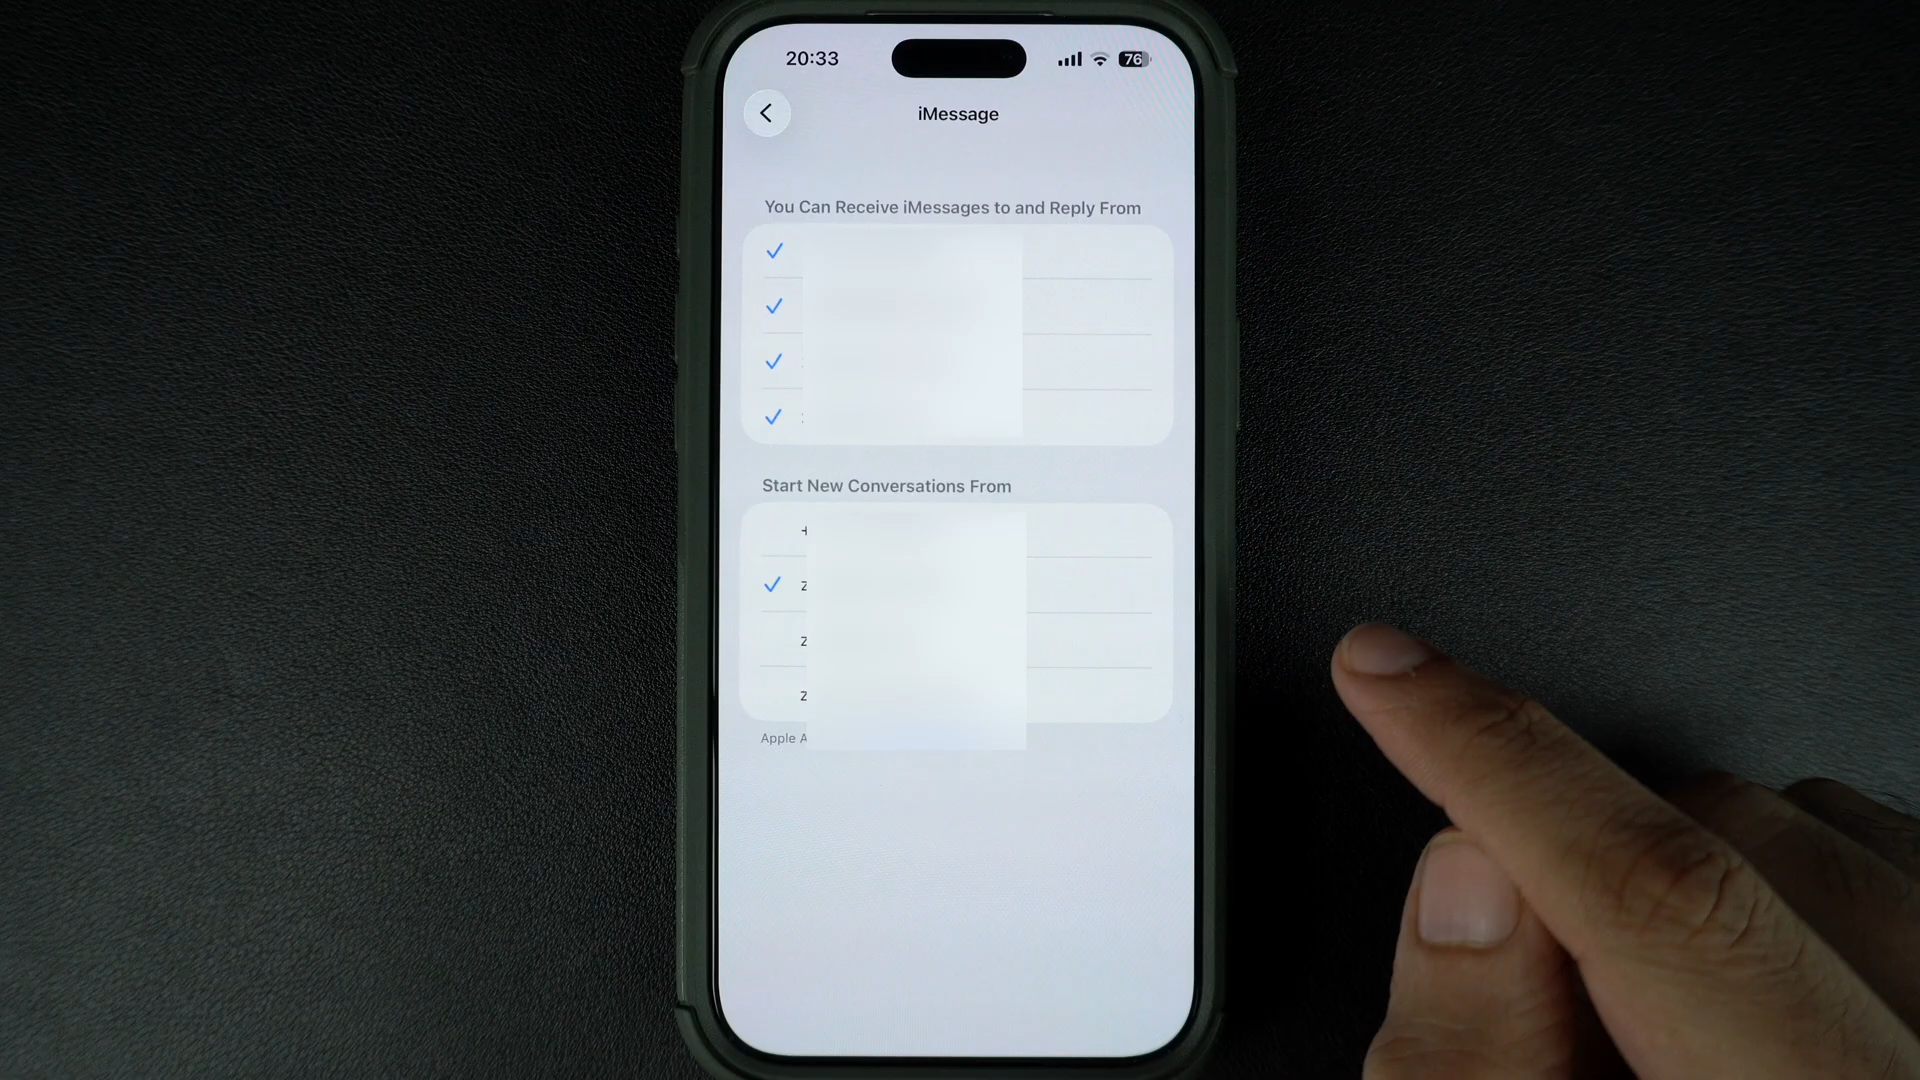 20:33
76
iMessage
You Can Receive iMessages to and Reply From
Start New Conversations From
+
z
z
z
Apple A